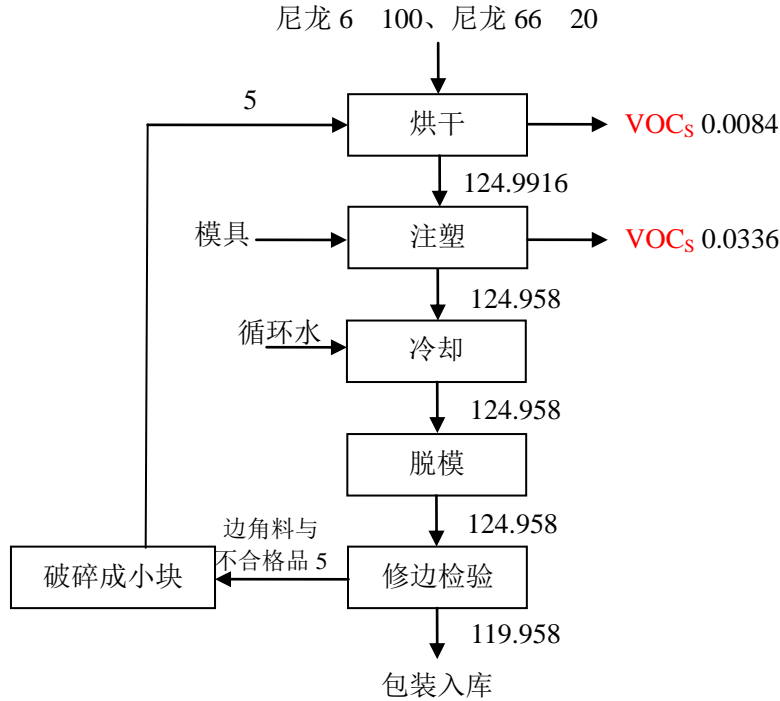 尼龙 6 100、尼龙 66 20
5
烘干
VOCs 0.0084
124.9916
模具
注塑
VOCs 0.0336
124.958
循环水
冷却
124.958
脱模
124.958
边角料与
不合格品 5
破碎成小块
修边检验
119.958
包装入库